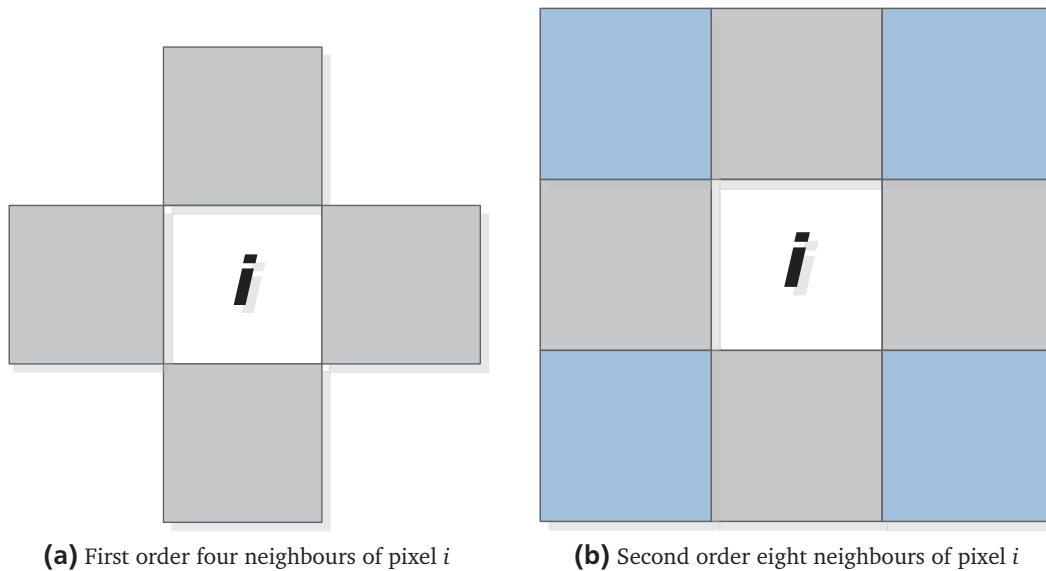 i
i
(a) First order four neighbours of pixel i
(b) Second order eight neighbours of pixel i